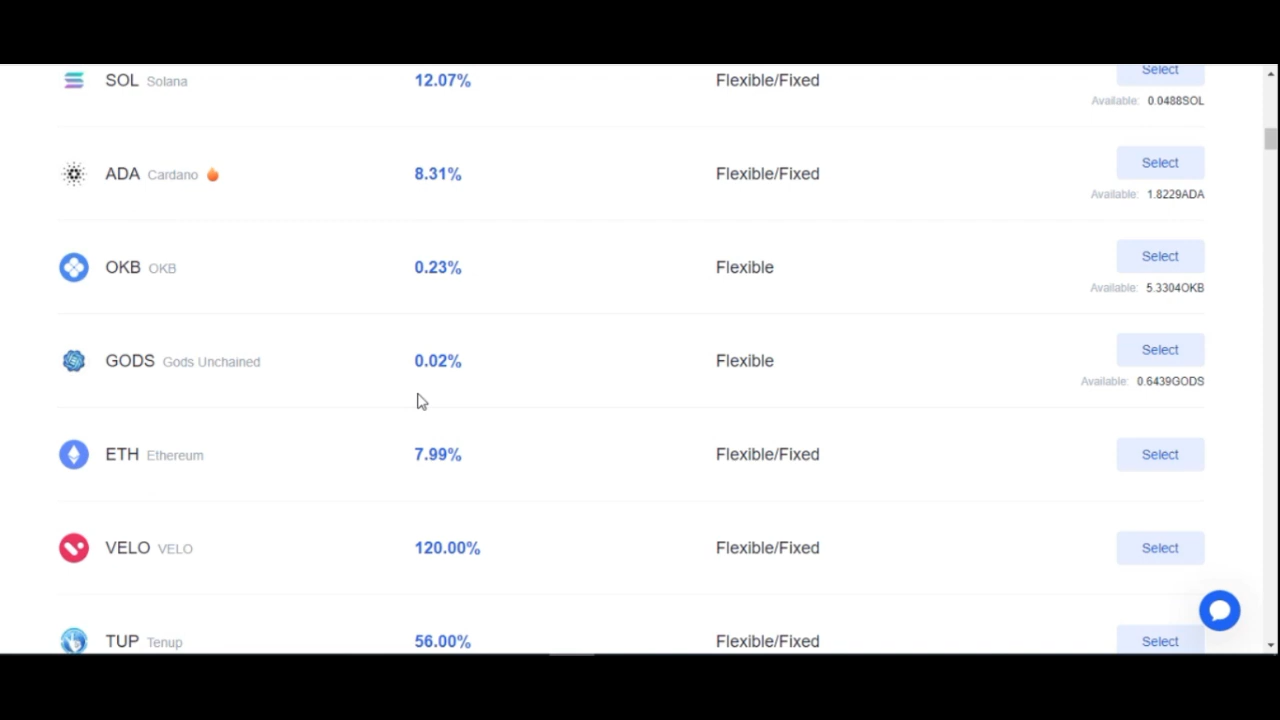 SOL Solana 12.07% Flexible/Fixed Select
Available: 0.0488SOL
ADA Cardano 8.31% Flexible/Fixed Select
Available: 1.8229ADA
OKB OKB 0.23% Flexible Select
Available: 5.3304OKB
GODS Gods Unchained 0.02% Flexible Select
Available: 0.6439GODS
ETH Ethereum 7.99% Flexible/Fixed Select
VELO VELO 120.00% Flexible/Fixed Select
TUP Tenup 56.00% Flexible/Fixed Select